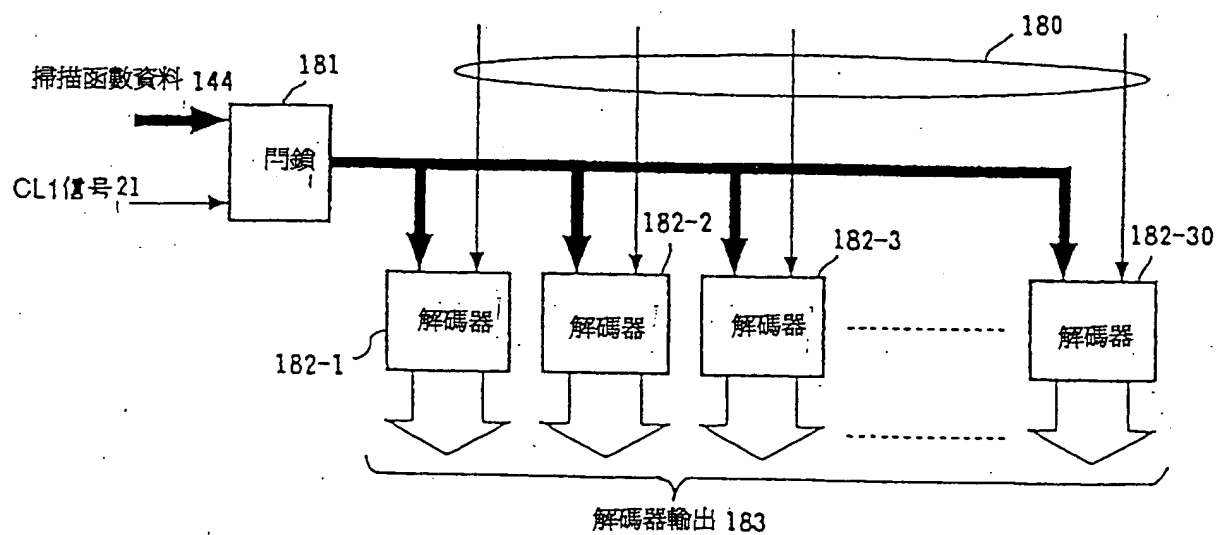 180
掃描函數資料 144
181
閂鎖
CL1信号 21
182-2
182-3
182-30
解碼器
解碼器
解碼器
解碼器
182-1
解碼器輸出 183